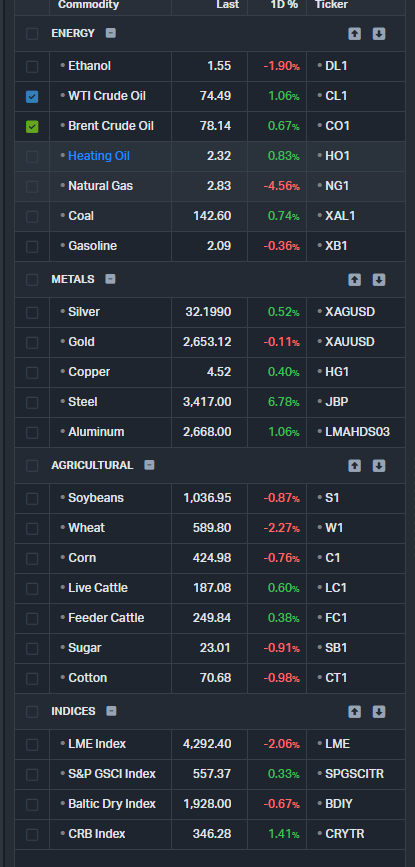 Commodity Last 1D % Ticker
ENERGY
Ethanol 1.55 -1.90% DL1
WTI Crude Oil 74.49 1.06% CL1
Brent Crude Oil 78.14 0.67% CO1
Heating Oil 2.32 0.83% HO1
Natural Gas 2.83 -4.56% NG1
Coal 142.60 0.74% XAL1
Gasoline 2.09 -0.36% XB1
METALS
Silver 32.1990 0.52% XAGUSD
Gold 2,653.12 -0.11% XAUUSD
Copper 4.52 0.40% HG1
Steel 3,417.00 6.78% JBP
Aluminum 2,668.00 1.06% LMAHDS03
AGRICULTURAL
Soybeans 1,036.95 -0.87% S1
Wheat 589.80 -2.27% W1
Corn 424.98 -0.76% C1
Live Cattle 187.08 0.60% LC1
Feeder Cattle 249.84 0.38% FC1
Sugar 23.01 -0.91% SB1
Cotton 70.68 -0.98% CT1
INDICES
LME Index 4,292.40 -2.06% LME
S&P GSCI Index 557.37 0.33% SPGSCITR
Baltic Dry Index 1,928.00 -0.67% BDIY
CRB Index 346.28 1.41% CRYTR